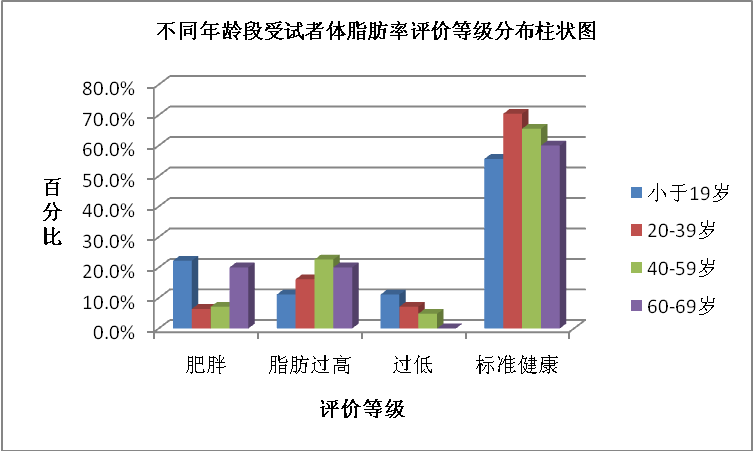 不同年龄段受试者体脂肪率评价等级分布柱状图
80.0%
70.0%
60.0%
50.0%
40.0%
30.0%
20.0%
10.0%
0.0%
百分比
肥胖
脂肪过高
过低
标准健康
评价等级
小于19岁
20-39岁
40-59岁
60-69岁